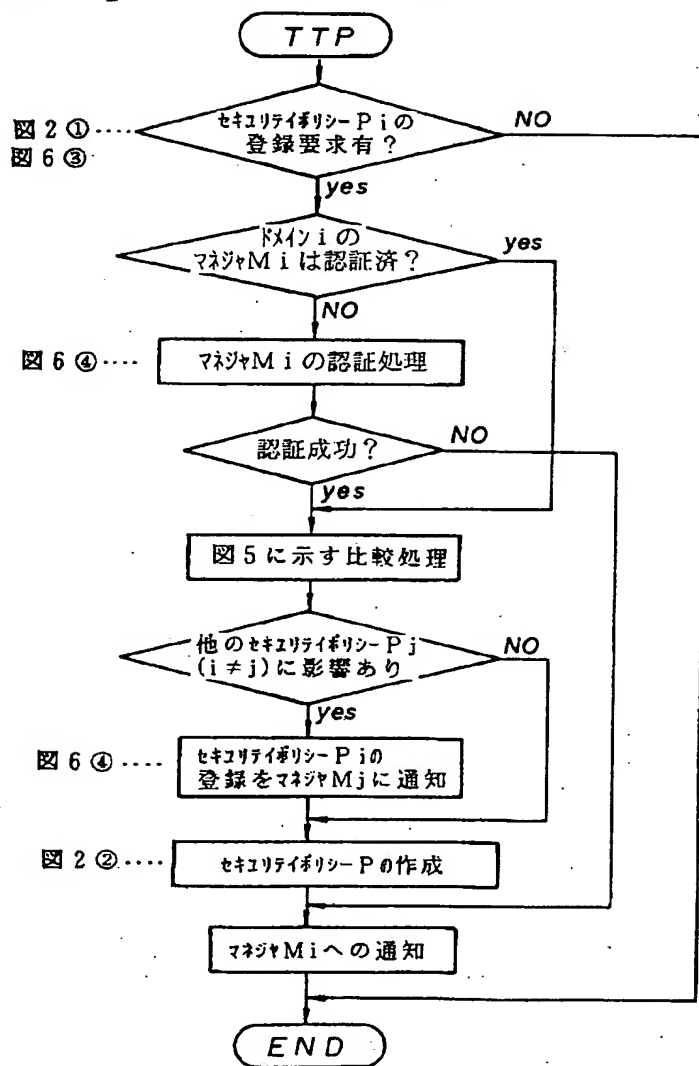 TTP
セキュリテイポリシーPiの
登録要求有?
NO
図2①‥‥
図6③
yes
ドメインiの
マネジャMiは認証済?
yes
NO
図6④‥‥
マネジャMiの認証処理
認証成功?
NO
yes
図5に示す比較処理
他のセキュリテイポリシーPj
(i≠j)に影響あり
NO
yes
図6④‥‥
セキュリテイポリシーPiの
登録をマネジャMjに通知
図2②‥‥
セキュリテイポリシーPの作成
マネジャMiへの通知
END